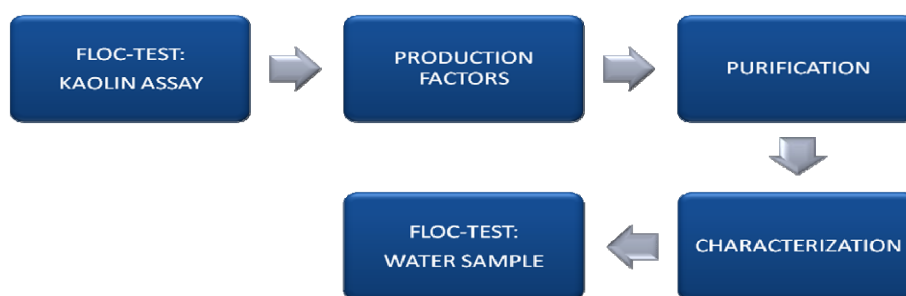 FLOC-TEST:
KAOLIN ASSAY
PRODUCTION
FACTORS
PURIFICATION
CHARACTERIZATION
FLOC-TEST:
WATER SAMPLE